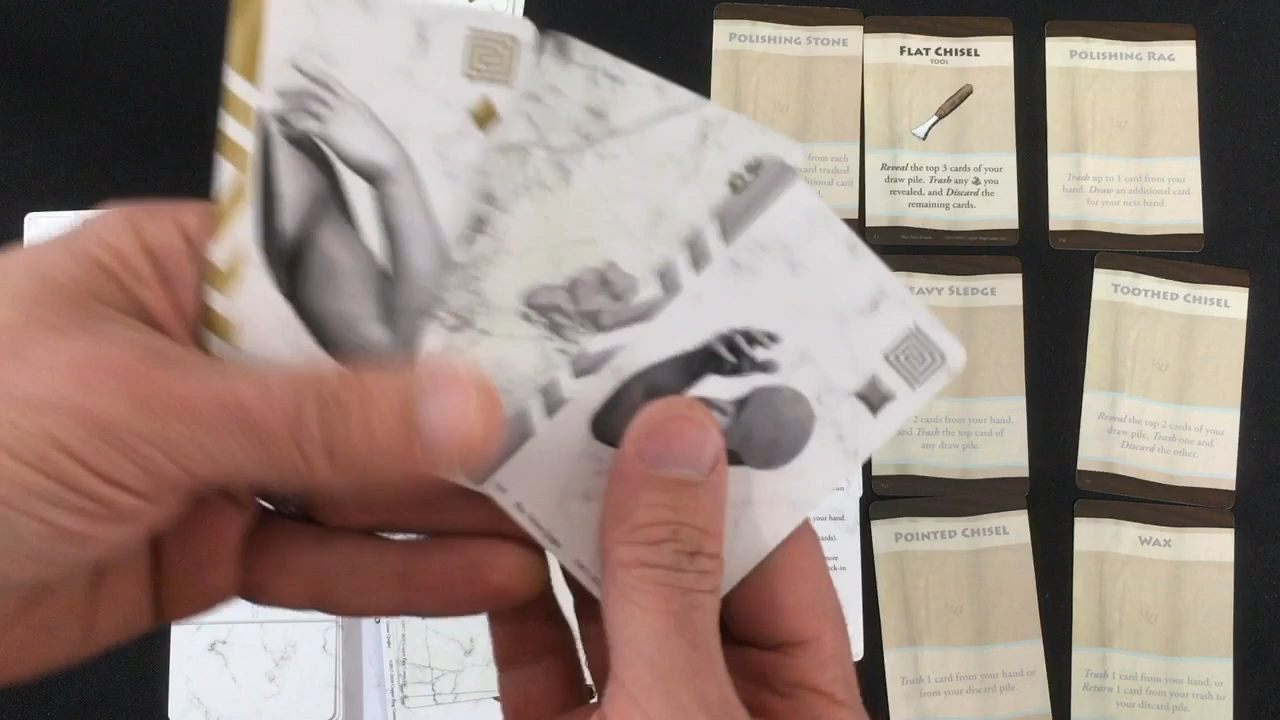 POLISHING STONE
from each
card trashed
itional card
FLAT CHISEL
TOOL
Reveal the top 3 cards of your
draw pile. Trash any you
revealed, and Discard the
remaining cards.
POLISHING RAG
Trash up to 1 card from your
hand. Draw an additional card
for your next hand.
EAVY SLEDGE
2 cards from your hand,
and Trash the top card of
any draw pile.
TOOTHED CHISEL
Reveal the top 2 cards of your
draw pile. Trash one and
Discard the other.
POINTED CHISEL
Trash 1 card from your hand or
from your discard pile.
WAX
Trash 1 card from your hand, or
Return 1 card from your trash to
your discard pile.
your hand.